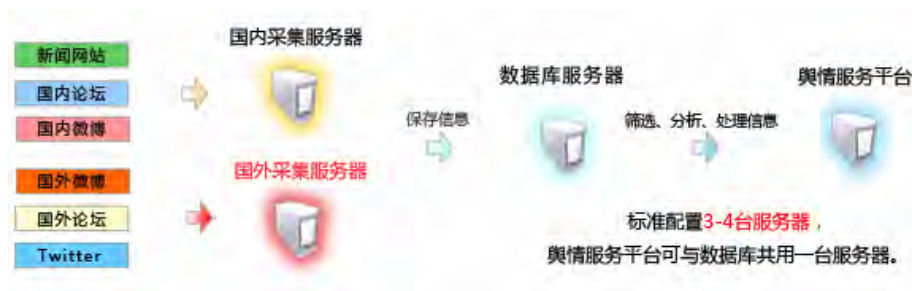 国内采集服务器
新闻网站
国内论坛
国内微博
国外采集服务器
国外微博
国外论坛
Twitter
保存信息
数据库服务器
筛选、分析、处理信息
舆情服务平台
标准配置3-4台服务器，
舆情服务平台可与数据库共用一台服务器。